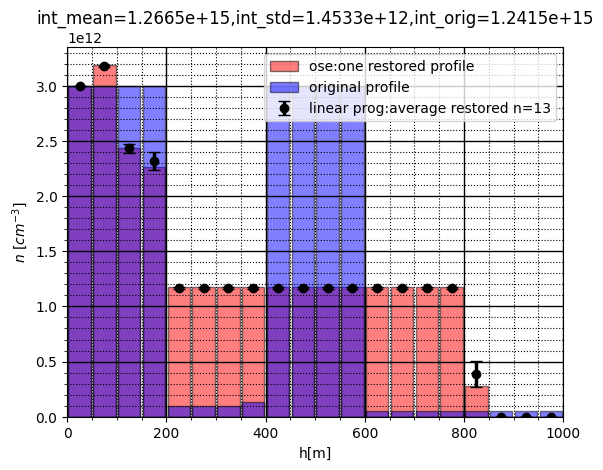 int_mean=1.2665e+15,int_std=1.4533e+12,int_orig=1.2415e+15
1e12
ose:one restored profile
original profile
linear prog:average restored n=13
3.0
2.5
2.0
1.5
1.0
0.5
0.0
n [cm⁻³]
0 200 400 600 800 1000
h[m]